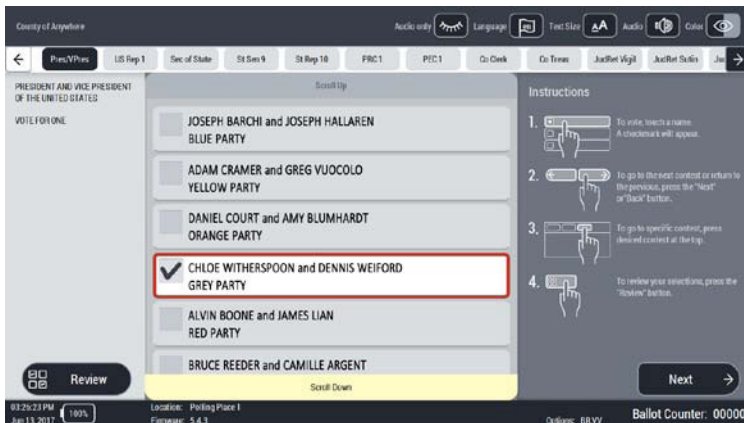 County of Anywhere
Audio only
Language
Text Size
AA
Audio
Color
Pres/VPres
US Rep 1
Sec of State
St Sen 9
St Rep 10
PRC 1
PEC 1
Co Clerk
Co Treas
JudRet Vigil
JudRet Sutin
PRESIDENT AND VICE PRESIDENT
OF THE UNITED STATES
VOTE FOR ONE
Scroll Up
JOSEPH BARCHI and JOSEPH HALLAREN
BLUE PARTY
ADAM CRAMER and GREG VUOCOLO
YELLOW PARTY
DANIEL COURT and AMY BLUMHARDT
ORANGE PARTY
CHLOE WITHERSPOON and DENNIS WEIFORD
GREY PARTY
ALVIN BOONE and JAMES LIAN
RED PARTY
BRUCE REEDER and CAMILLE ARGENT
Scroll Down
Instructions
1. To vote, touch a name.
A checkmark will appear.
2. To go to the next contest or return to
the previous, press the "Next"
or "Back" button.
3. To go to specific contest, press
desired contest at the top.
4. To review your selections, press the
"Review" button.
Review
Next
03:25:23 PM
Jun 13 2017
100%
Location: Polling Place 1
Firmware: 5.4.3
Options: BR VV
Ballot Counter: 00000